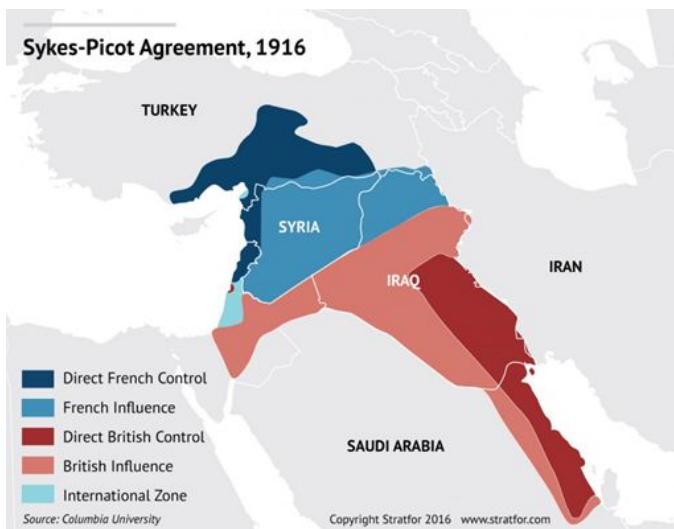 Sykes-Picot Agreement, 1916
TURKEY
SYRIA
IRAQ
IRAN
SAUDI ARABIA
Direct French Control
French Influence
Direct British Control
British Influence
International Zone
Source: Columbia University
Copyright Stratfor 2016 www.stratfor.com